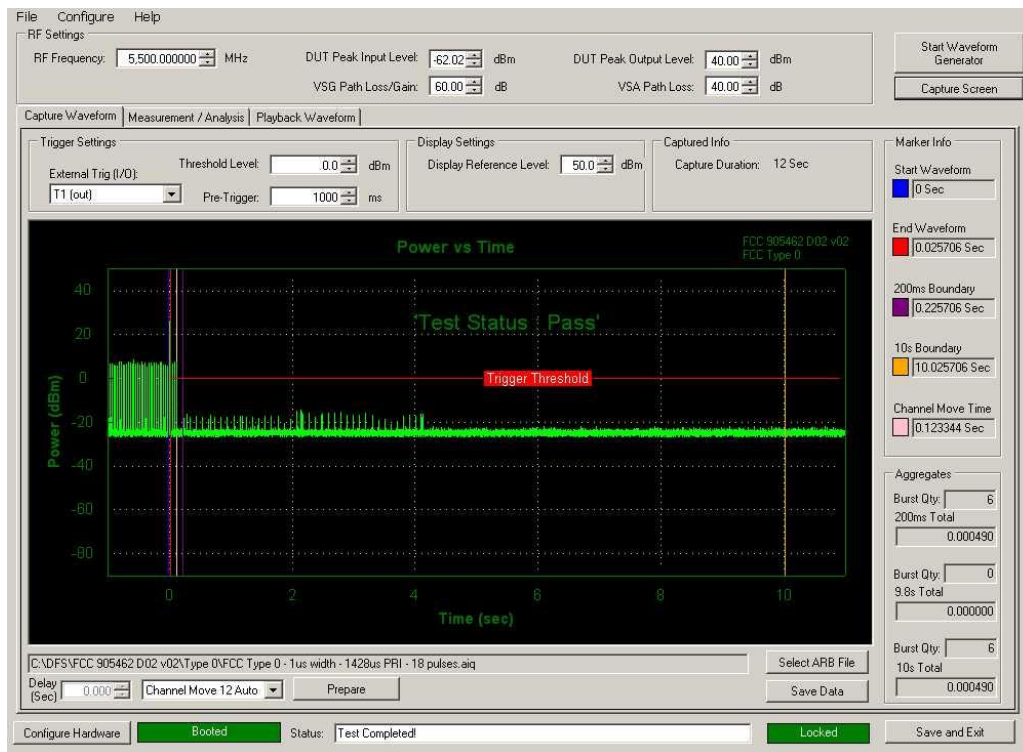 File Configure Help
RF Settings
RF Frequency: 5,500.000000 MHz
DUT Peak Input Level: -62.02 dBm
DUT Peak Output Level: 40.00 dBm
VSG Path Loss/Gain: 60.00 dB
VSA Path Loss: 40.00 dB
Start Waveform
Generator
Capture Screen
Capture Waveform Measurement / Analysis Playback Waveform
Trigger Settings
External Trig (I/O):
T1 (out)
Threshold Level: 0.0 dBm
Pre-Trigger: 1000 ms
Display Settings
Display Reference Level: 50.0 dBm
Captured Info
Capture Duration: 12 Sec
Marker Info
Start Waveform
0 Sec
End Waveform
0.025706 Sec
200ms Boundary
0.225706 Sec
10s Boundary
10.025706 Sec
Channel Move Time
0.123344 Sec
Power vs Time
FCC 905462 D02 v02
FCC Type 0
'Test Status : Pass'
Trigger Threshold
Power (dBm)
40
20
0
-20
-40
-60
-80
0 2 4 6 8 10
Time (sec)
Aggregates
Burst Qty: 6
200ms Total
0.000490
Burst Qty: 0
9.8s Total
0.000000
Burst Qty: 6
10s Total
0.000490
C:\DFS\FCC 905462 D02 v02\Type 0\FCC Type 0 - 1us width - 1428us PRI - 18 pulses.aiq
Select ARB File
Delay
(Sec) 0.000
Channel Move 12 Auto
Prepare
Save Data
Configure Hardware
Booted
Status: Test Completed!
Locked
Save and Exit